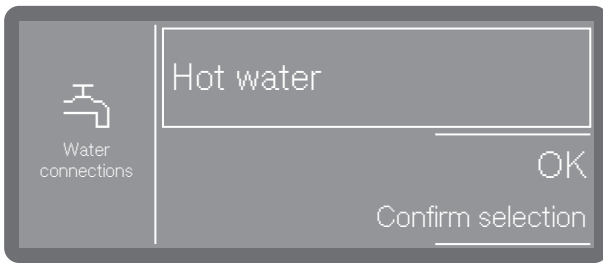 Water
connections
Hot water
OK
Confirm selection